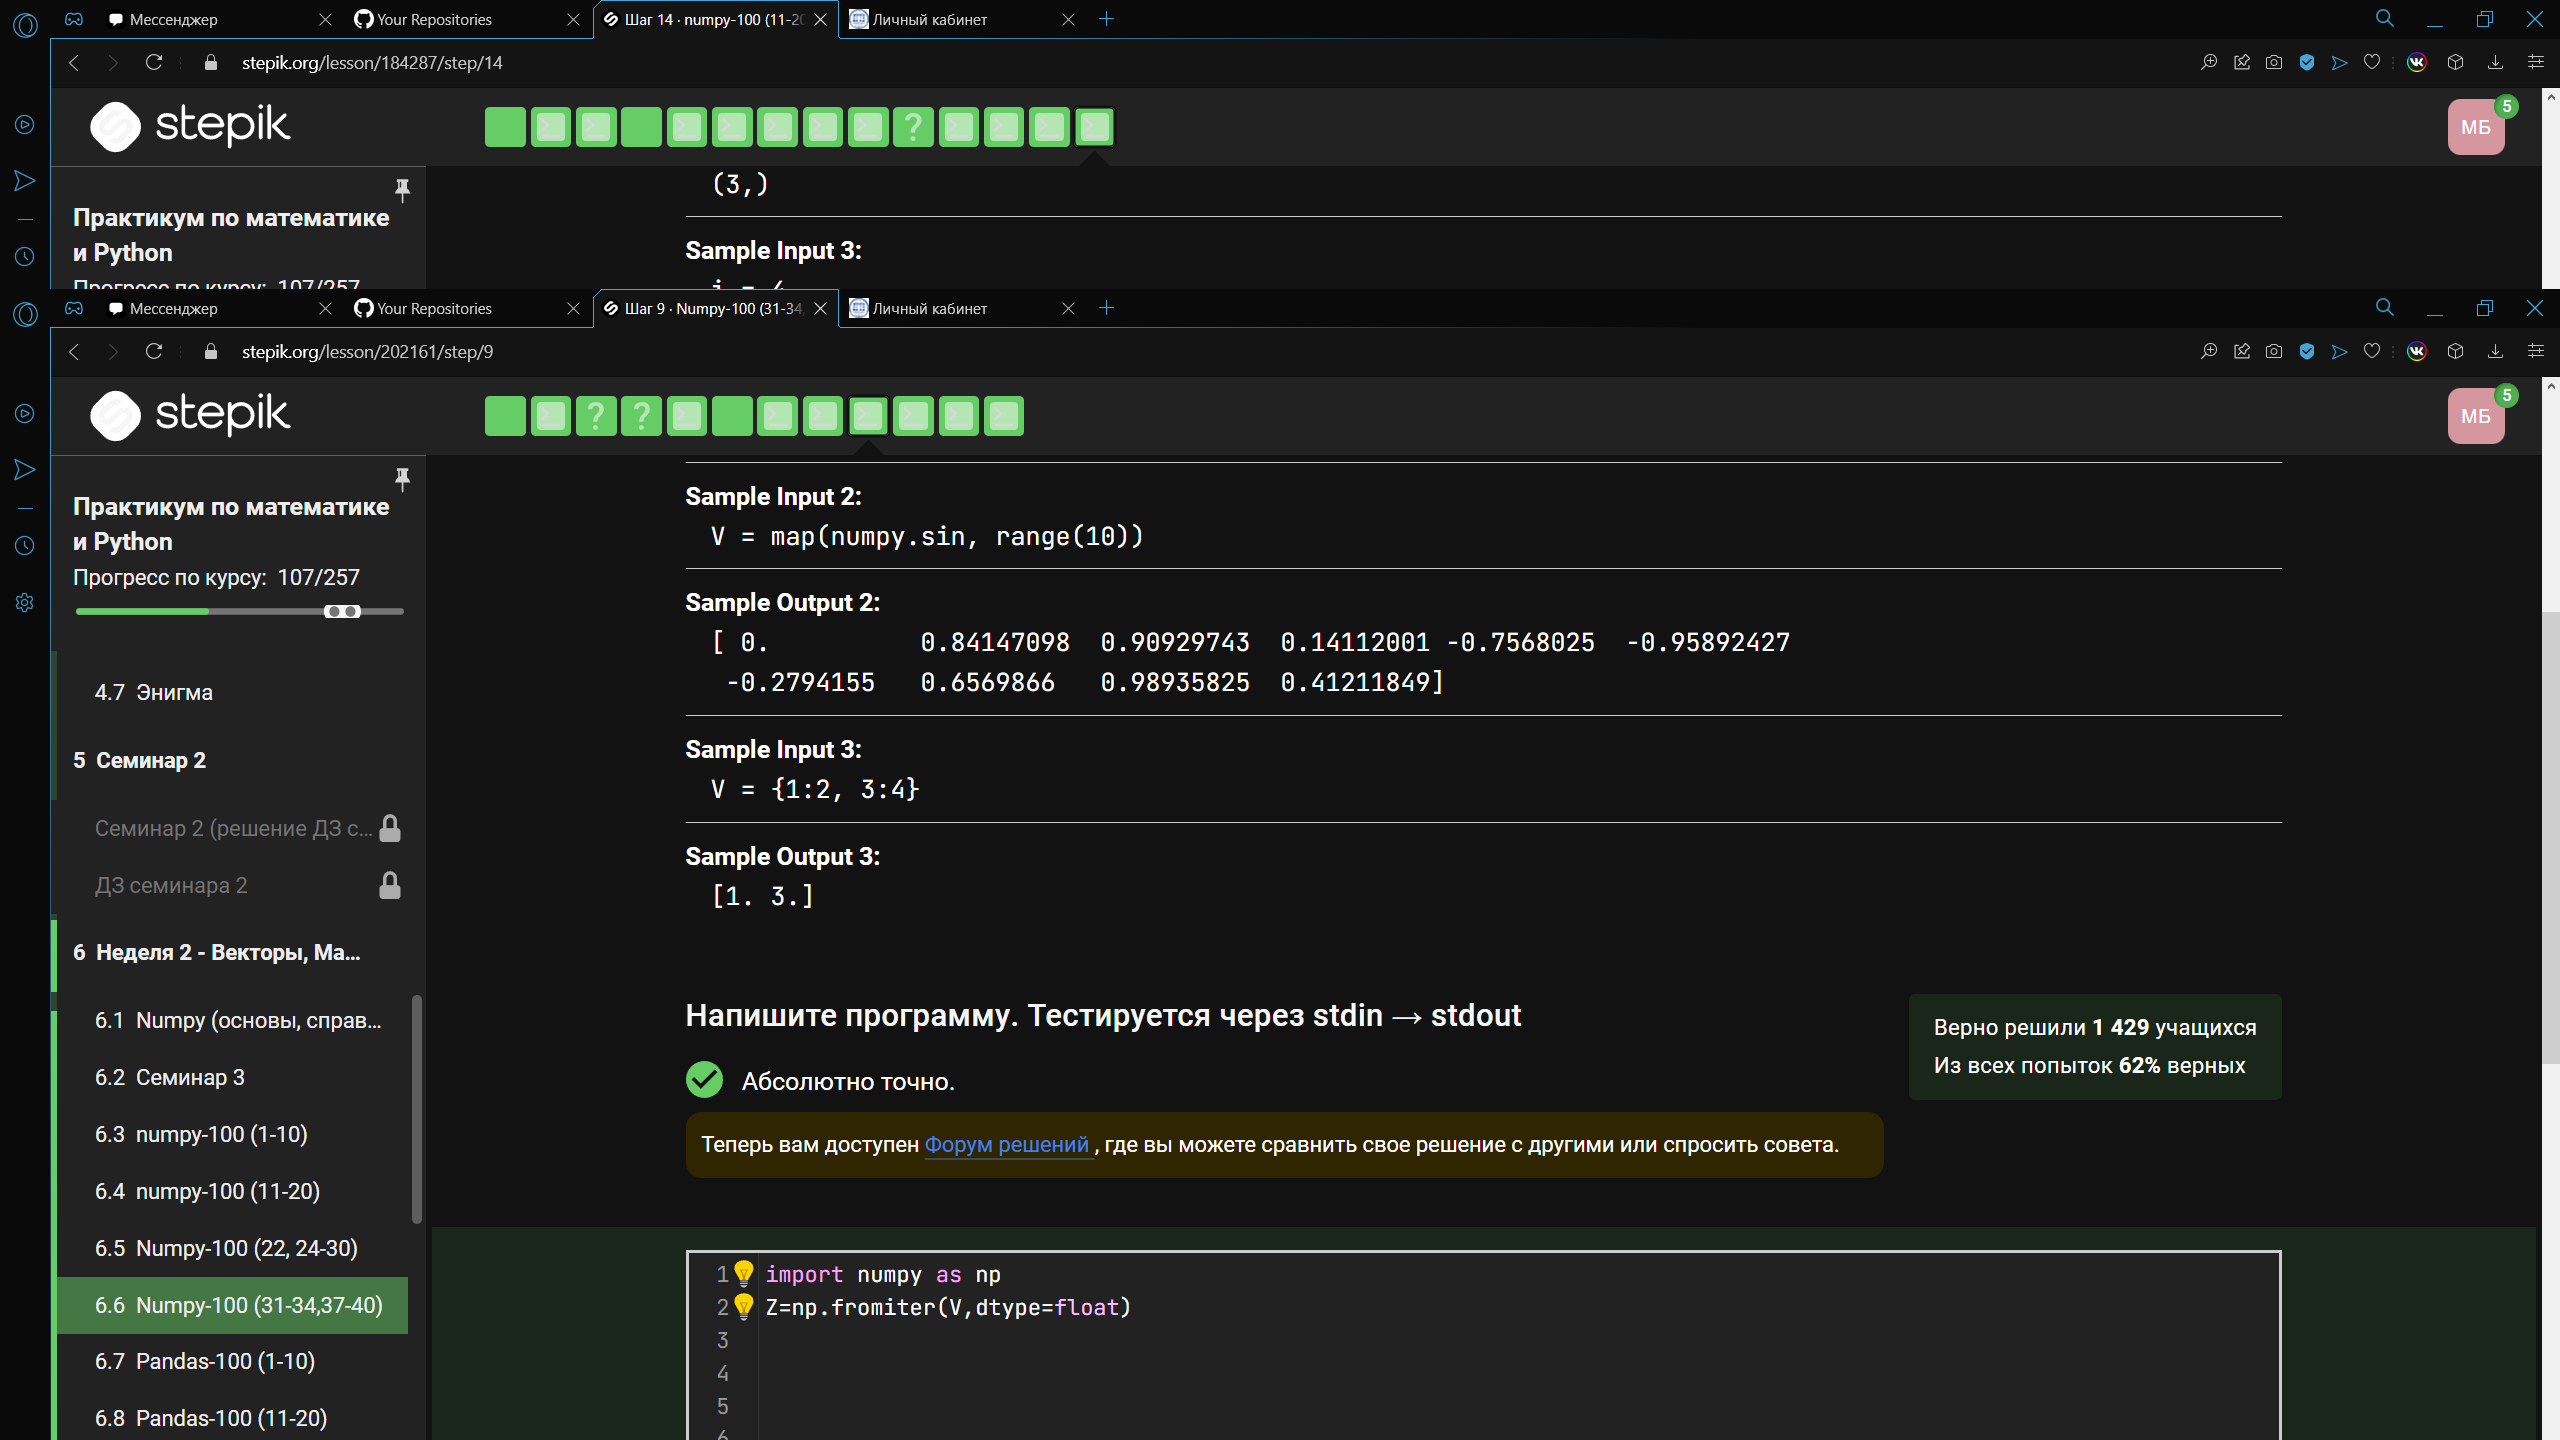 Мессенджер
Your Repositories
Шаг 14 · numpy-100 (11-20
Личный кабинет
stepik.org/lesson/184287/step/14
stepik
?
МБ
5
Практикум по математике
и Python
Прогресс по курсу: 107/257
(3,)
Sample Input 3:
i = 4
Мессенджер
Your Repositories
Шаг 9 · Numpy-100 (31-34,
Личный кабинет
stepik.org/lesson/202161/step/9
stepik
? ?
МБ
5
Практикум по математике
и Python
Прогресс по курсу: 107/257
4.7 Энигма
5 Семинар 2
Семинар 2 (решение ДЗ с...
ДЗ семинара 2
6 Неделя 2 - Векторы, Ма...
6.1 Numpy (основы, справ...
6.2 Семинар 3
6.3 numpy-100 (1-10)
6.4 numpy-100 (11-20)
6.5 Numpy-100 (22, 24-30)
6.6 Numpy-100 (31-34,37-40)
6.7 Pandas-100 (1-10)
6.8 Pandas-100 (11-20)
Sample Input 2:
V = map(numpy.sin, range(10))
Sample Output 2:
[ 0. 0.84147098 0.90929743 0.14112001 -0.7568025 -0.95892427
-0.2794155 0.6569866 0.98935825 0.41211849]
Sample Input 3:
V = {1:2, 3:4}
Sample Output 3:
[1. 3.]
Напишите программу. Тестируется через stdin → stdout
Верно решили 1 429 учащихся
Из всех попыток 62% верных
Абсолютно точно.
Теперь вам доступен Форум решений , где вы можете сравнить свое решение с другими или спросить совета.
1 import numpy as np
2 Z=np.fromiter(V,dtype=float)
3
4
5
6